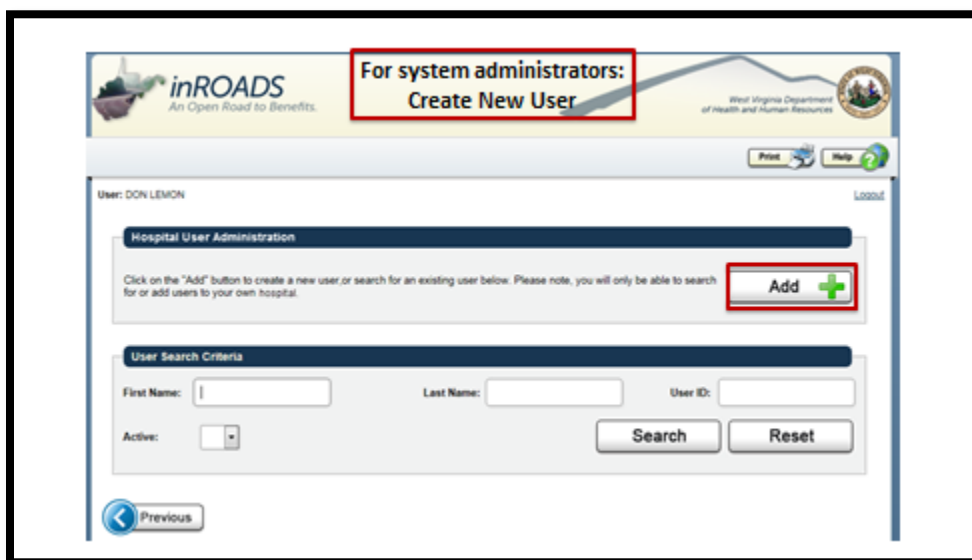 inROADS
An Open Road to Benefits.
For system administrators:
Create New User
West Virginia Department
of Health and Human Resources
Print
Help
User: DON LEMON
Logout
Hospital User Administration
Click on the "Add" button to create a new user,or search for an existing user below. Please note, you will only be able to search
for or add users to your own hospital.
Add
User Search Criteria
First Name:
Last Name:
User ID:
Active:
Search
Reset
Previous